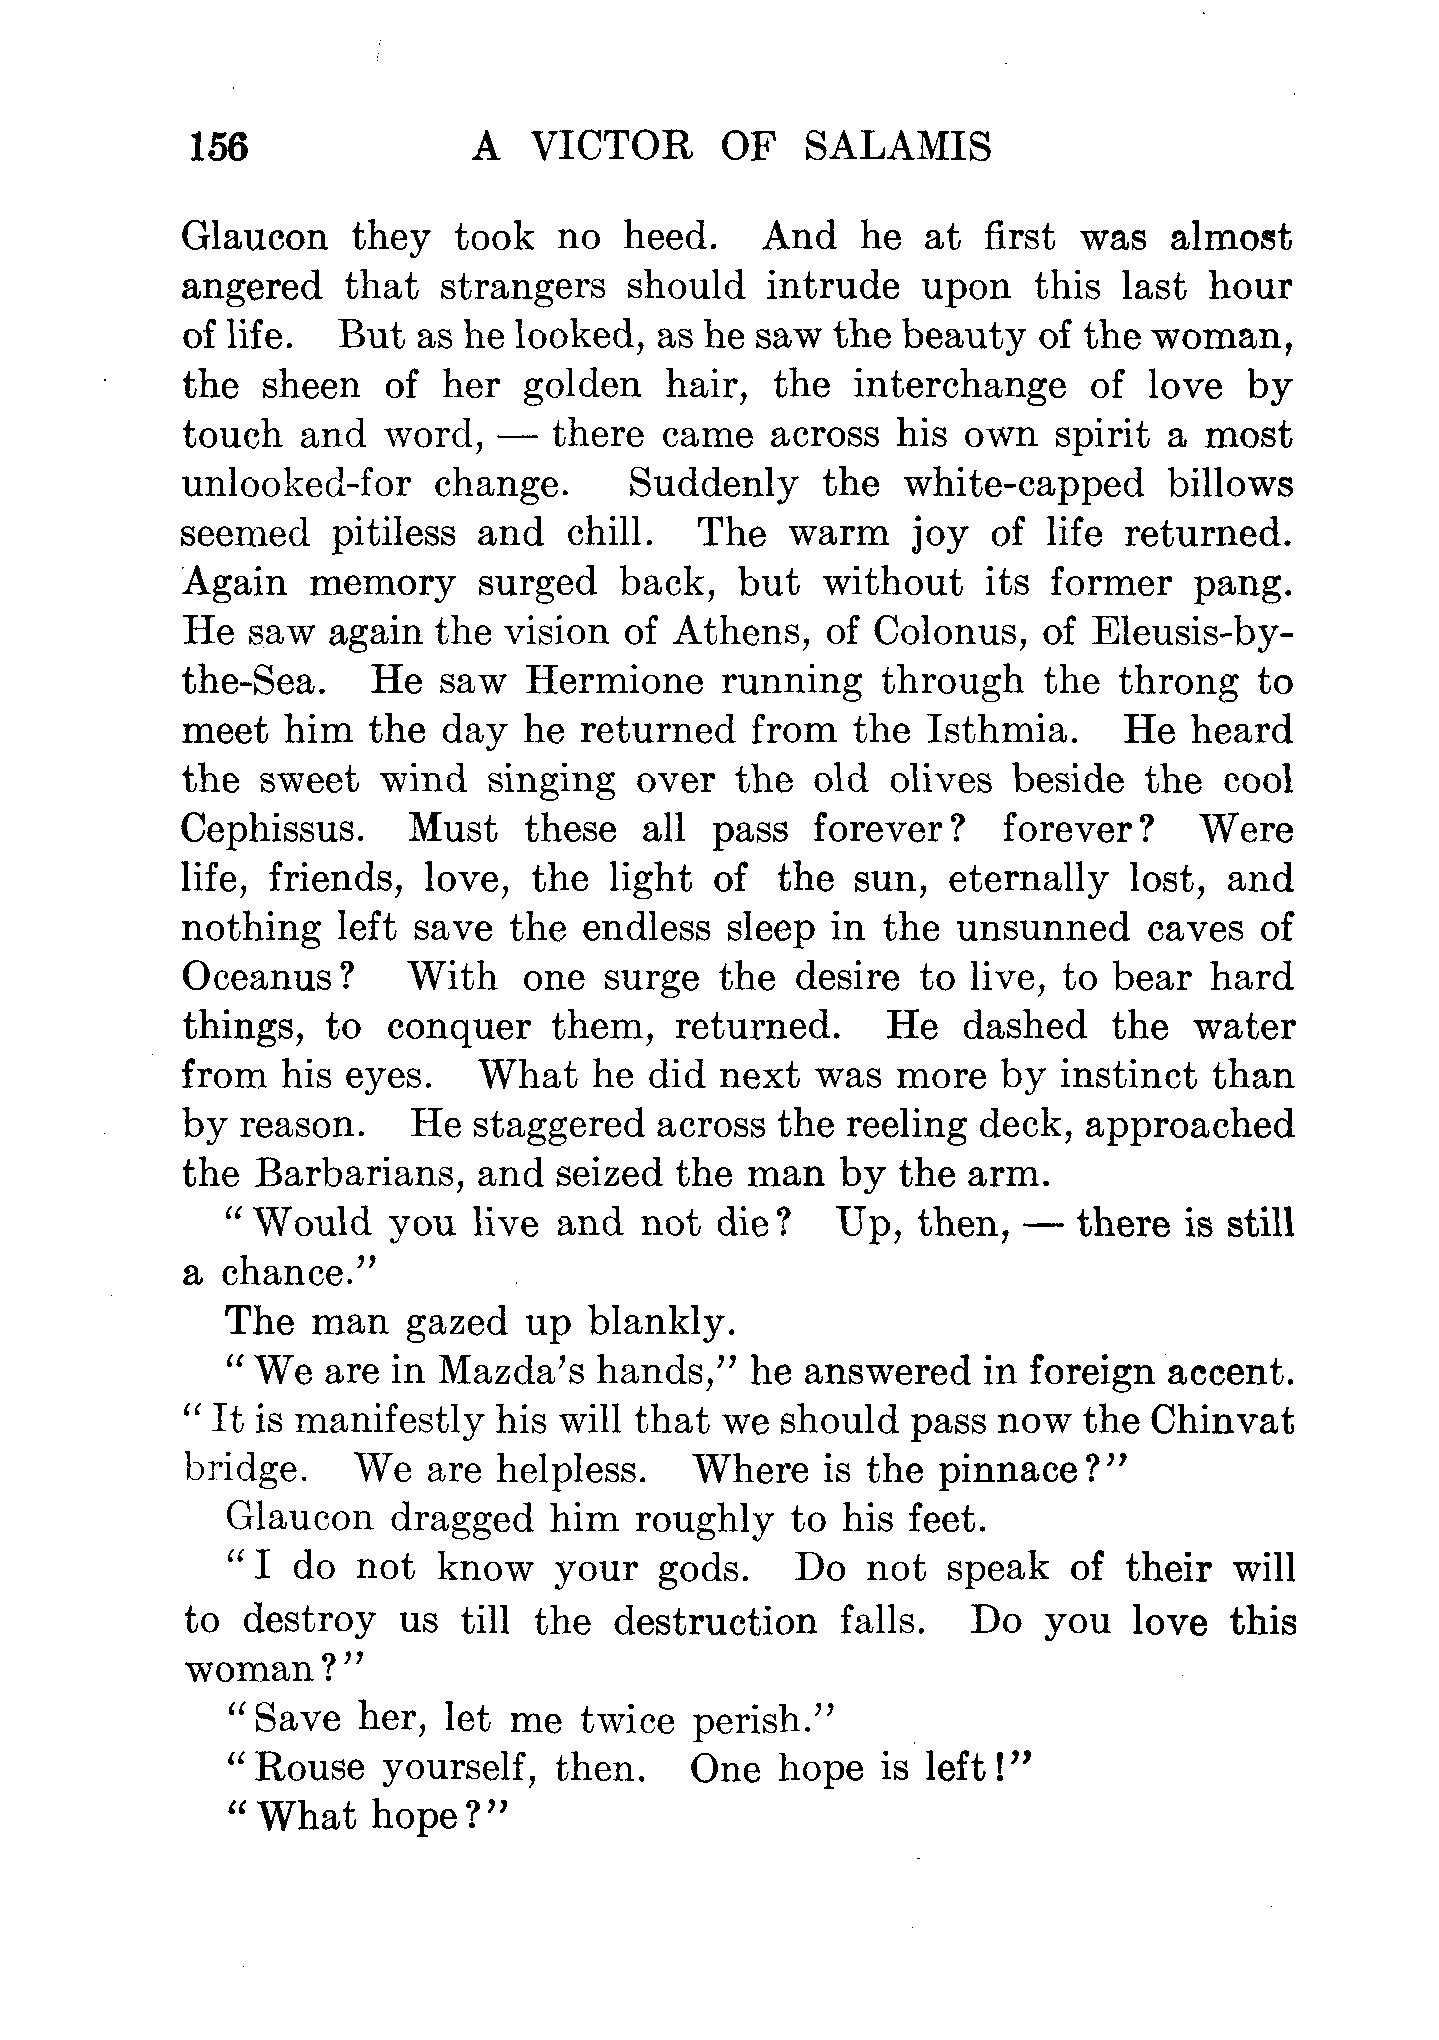 156 A VICTOR OF SALAMIS
Glaucon they took no heed. And he at first was almost
angered that strangers should intrude upon this last hour
of life. But as he looked, as he saw the beauty of the woman,
the sheen of her golden hair, the interchange of love by
touch and word, — there came across his own spirit a most
unlooked-for change. Suddenly the white-capped billows
seemed pitiless and chill. The warm joy of life returned.
Again memory surged back, but without its former pang.
He saw again the vision of Athens, of Colonus, of Eleusis-by-
the-Sea. He saw Hermione running through the throng to
meet him the day he returned from the Isthmia. He heard
the sweet wind singing over the old olives beside the cool
Cephissus. Must these all pass forever? forever? Were
life, friends, love, the light of the sun, eternally lost, and
nothing left save the endless sleep in the unsunned caves of
Oceanus? With one surge the desire to live, to bear hard
things, to conquer them, returned. He dashed the water
from his eyes. What he did next was more by instinct than
by reason. He staggered across the reeling deck, approached
the Barbarians, and seized the man by the arm.
“Would you live and not die? Up, then, — there is still
a chance.”
The man gazed up blankly.
“We are in Mazda’s hands,” he answered in foreign accent.
“It is manifestly his will that we should pass now the Chinvat
bridge. We are helpless. Where is the pinnace?”
Glaucon dragged him roughly to his feet.
“I do not know your gods. Do not speak of their will
to destroy us till the destruction falls. Do you love this
woman?”
“Save her, let me twice perish.”
“Rouse yourself, then. One hope is left!”
“What hope?”